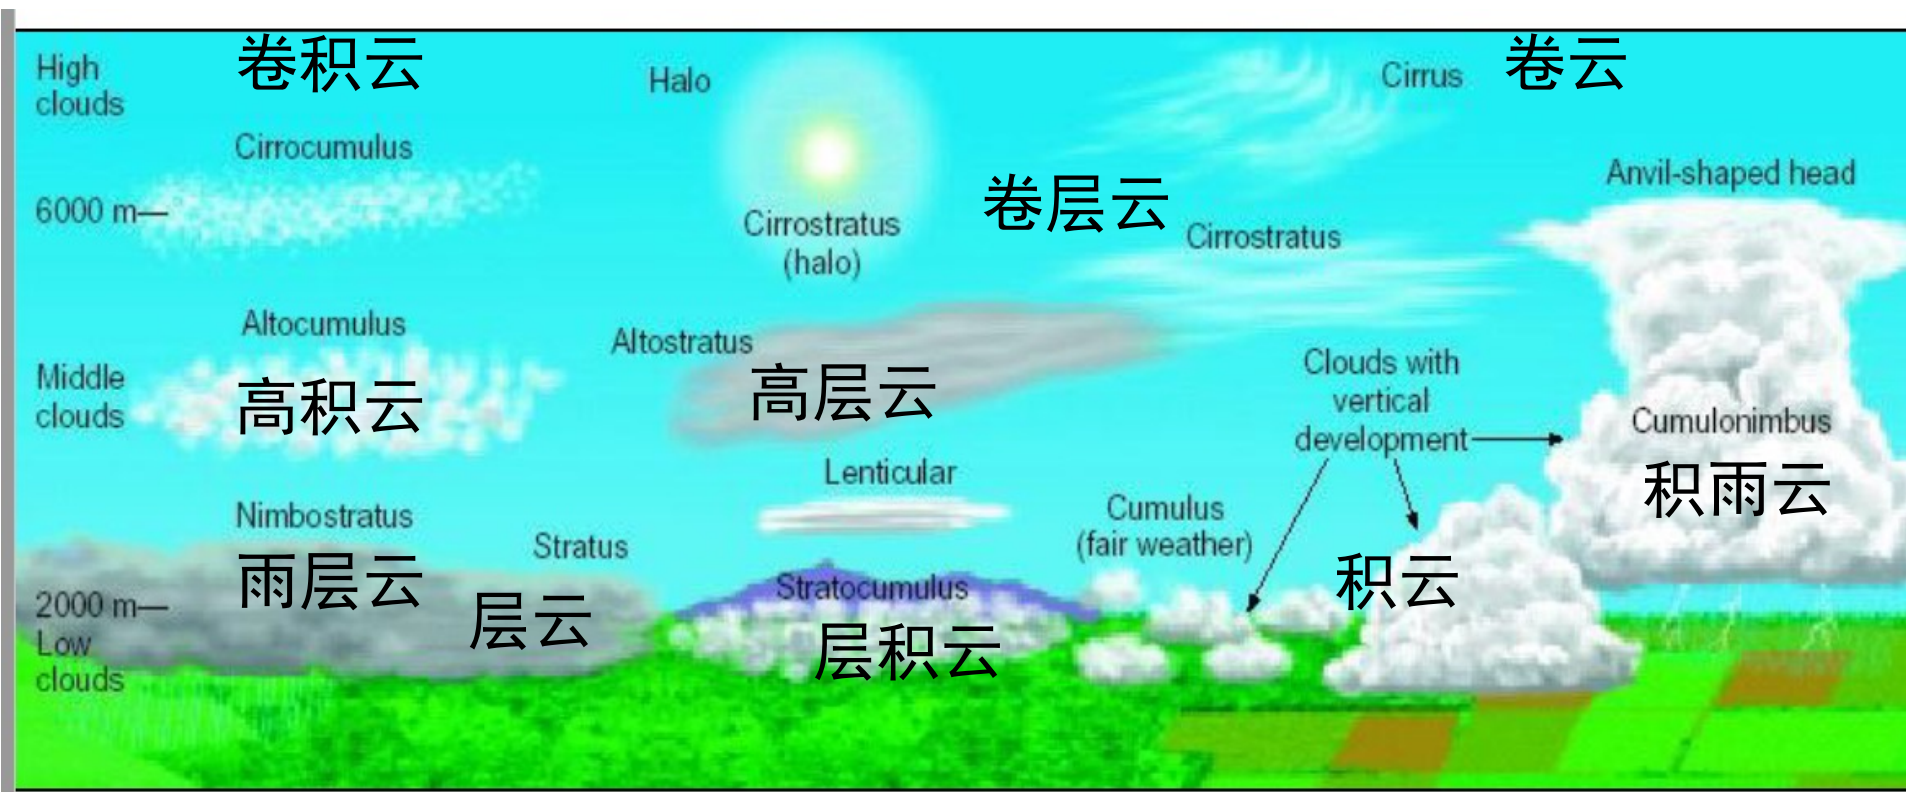 High
clouds
卷积云
Halo
Cirrus
卷云
Cirrocumulus
6000 m
Cirrostratus
(halo)
卷层云
Cirrostratus
Anvil-shaped head
Altocumulus
Middle
clouds
高积云
Altostratus
高层云
Clouds with
vertical
development
Cumulonimbus
积雨云
Lenticular
Nimbostratus
雨层云
Stratus
层云
Cumulus
(fair weather)
积云
2000 m
Low
clouds
Stratocumulus
层积云